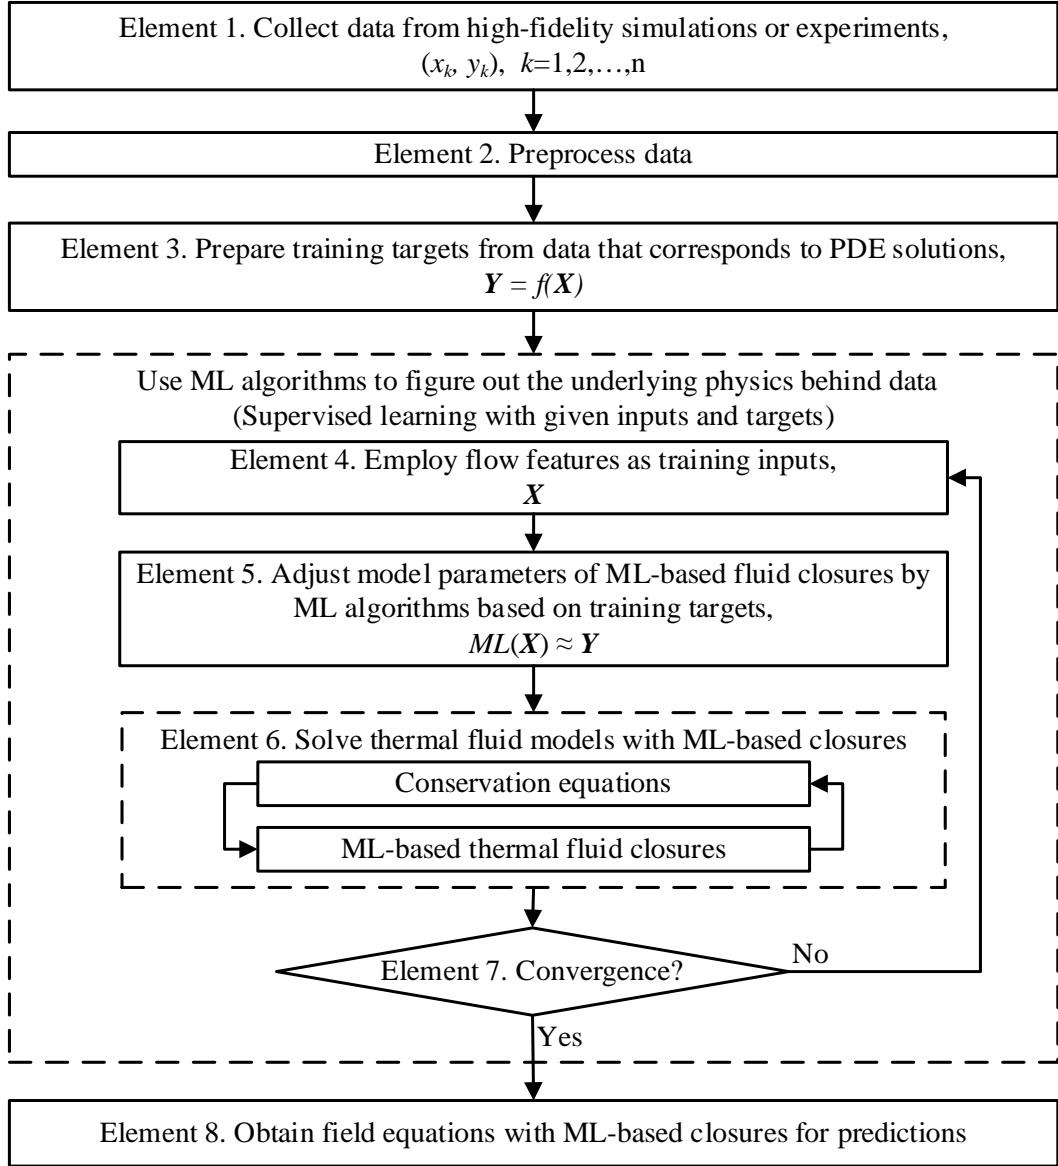 Element 1. Collect data from high-fidelity simulations or experiments,
(xₖ, yₖ), k=1,2,…,n
Element 2. Preprocess data
Element 3. Prepare training targets from data that corresponds to PDE solutions,
Y = f(X)
Use ML algorithms to figure out the underlying physics behind data
(Supervised learning with given inputs and targets)
Element 4. Employ flow features as training inputs,
X
Element 5. Adjust model parameters of ML-based fluid closures by
ML algorithms based on training targets,
ML(X) ≈ Y
Element 6. Solve thermal fluid models with ML-based closures
Conservation equations
ML-based thermal fluid closures
Element 7. Convergence?
No
Yes
Element 8. Obtain field equations with ML-based closures for predictions